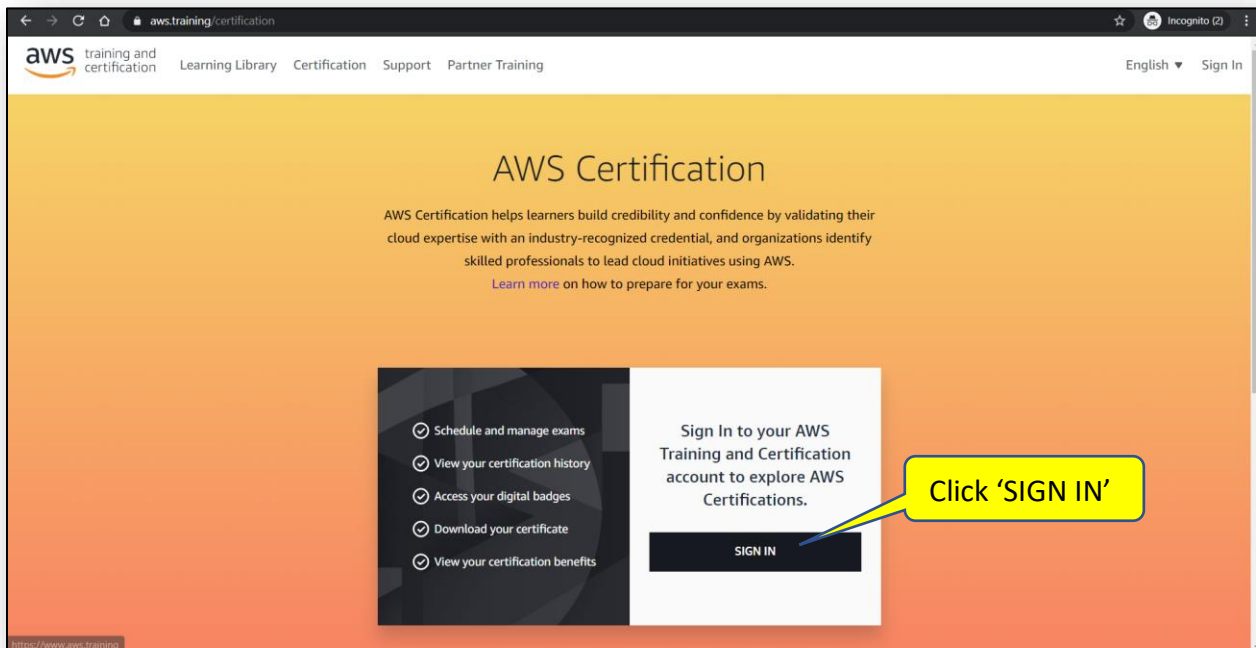 aws.training/certification
Incognito (2)
aws training and
certification
Learning Library Certification Support Partner Training
English ▼ Sign In
AWS Certification
AWS Certification helps learners build credibility and confidence by validating their
cloud expertise with an industry-recognized credential, and organizations identify
skilled professionals to lead cloud initiatives using AWS.
Learn more on how to prepare for your exams.
Schedule and manage exams
View your certification history
Access your digital badges
Download your certificate
View your certification benefits
Sign In to your AWS
Training and Certification
account to explore AWS
Certifications.
SIGN IN
Click ‘SIGN IN’
https://www.aws.training